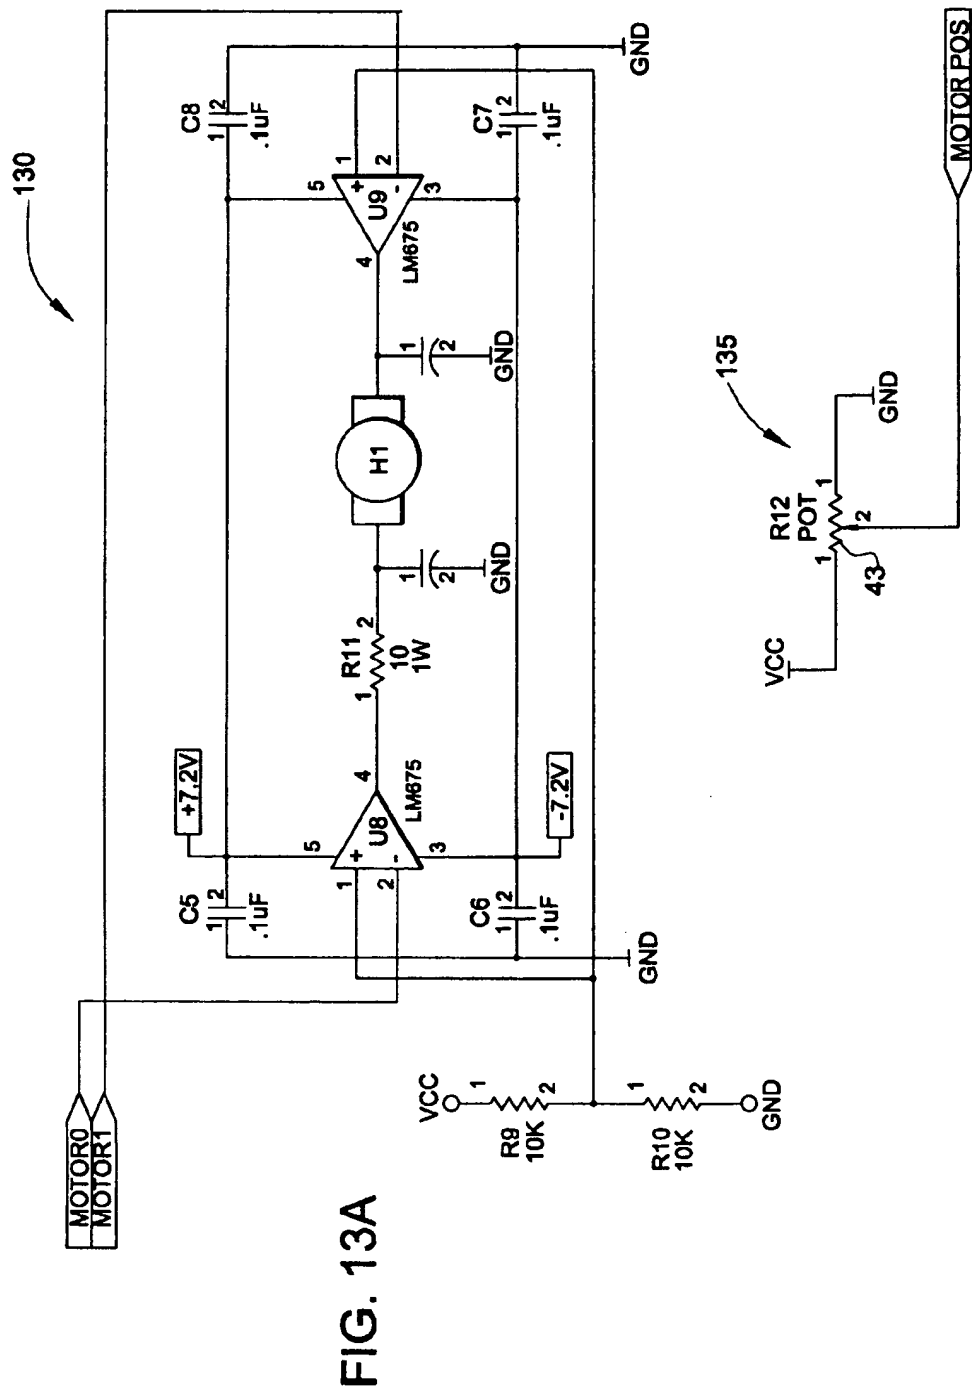 130
MOTOR0
MOTOR1
+7.2V
C5
1 2
.1uF
C8
1 2
.1uF
5
1
+
2
-
U8
3
4
LM675
R11
1 2
10
1W
1
2
GND
H1
1
2
GND
5
1
+
2
-
U9
3
4
LM675
C6
1 2
.1uF
-7.2V
C7
1 2
.1uF
GND
GND
VCC
1
R9
10K
2
1
R10
10K
2
GND
FIG. 13A
135
VCC
R12
POT
1
1
2
43
GND
MOTOR POS